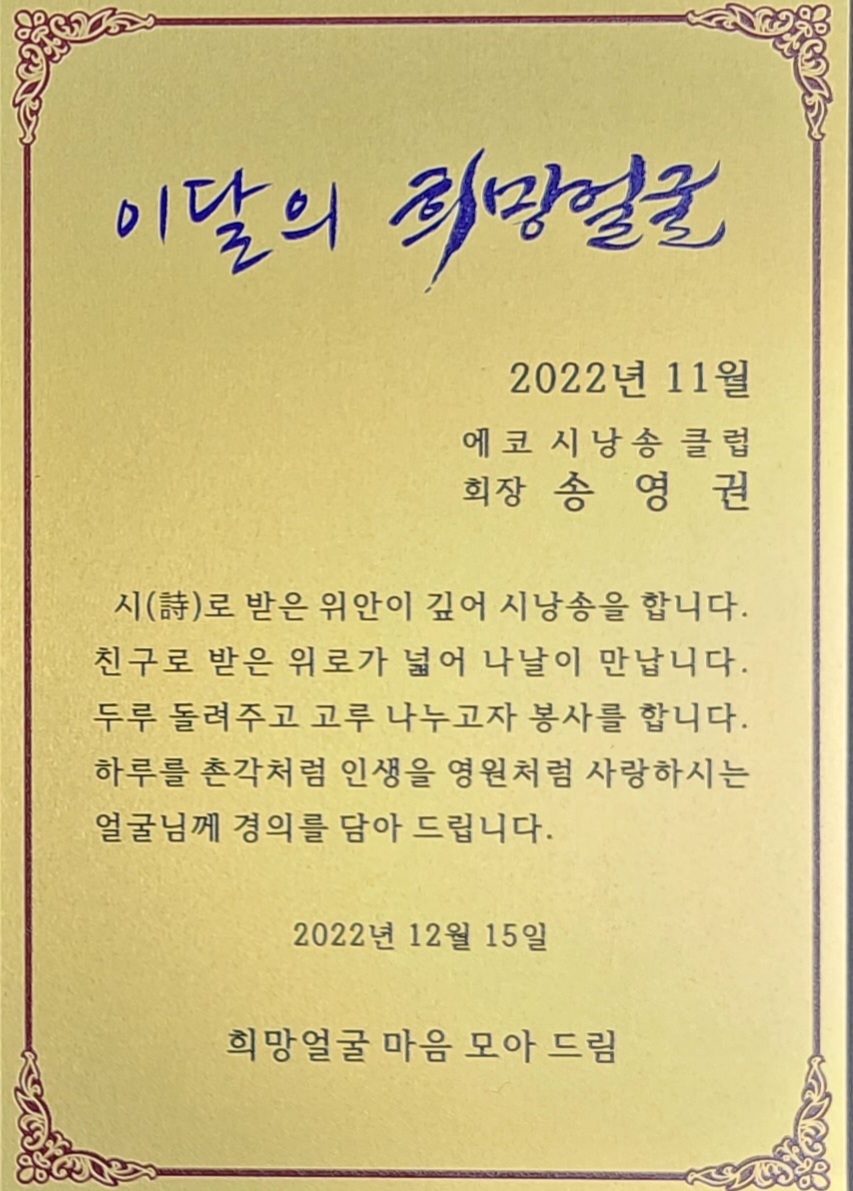 이달의 희망얼굴
2022년 11월
에코 시낭송 클럽
회장 송 영 권
시(詩)로 받은 위안이 깊어 시낭송을 합니다.
친구로 받은 위로가 넓어 나날이 만납니다.
두루 돌려주고 고루 나누고자 봉사를 합니다.
하루를 촌각처럼 인생을 영원처럼 사랑하시는
얼굴님께 경의를 담아 드립니다.
2022년 12월 15일
희망얼굴 마음 모아 드림